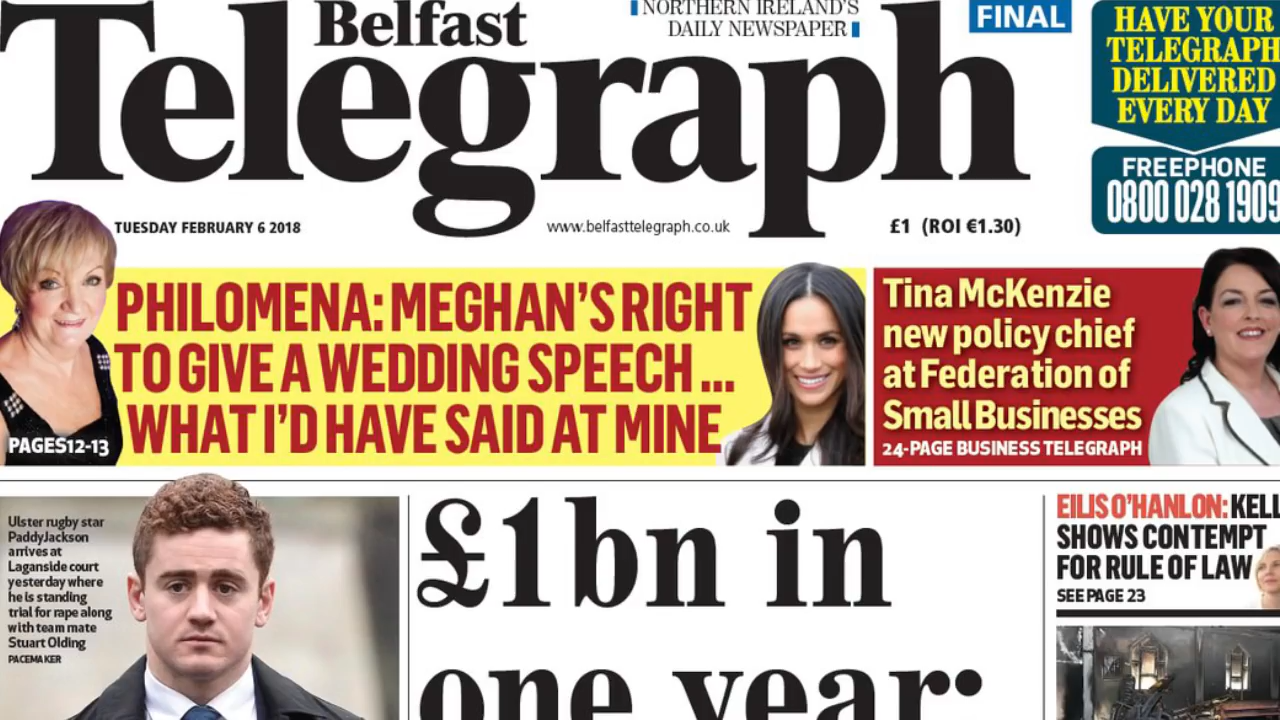 Belfast
Telegraph
NORTHERN IRELAND'S
DAILY NEWSPAPER
FINAL
HAVE YOUR
TELEGRAPH
DELIVERED
EVERY DAY
FREEPHONE
0800 028 1909
TUESDAY FEBRUARY 6 2018
www.belfasttelegraph.co.uk
£1 (ROI €1.30)
PHILOMENA: MEGHAN'S RIGHT
TO GIVE A WEDDING SPEECH ...
WHAT I'D HAVE SAID AT MINE
PAGES 12-13
Tina McKenzie
new policy chief
at Federation of
Small Businesses
24-PAGE BUSINESS TELEGRAPH
Ulster rugby star
Paddy Jackson
arrives at
Laganside court
yesterday where
he is standing
trial for rape along
with team mate
Stuart Olding
PACEMAKER
£1bn in
one year:
EILIS O'HANLON: KELL
SHOWS CONTEMPT
FOR RULE OF LAW
SEE PAGE 23